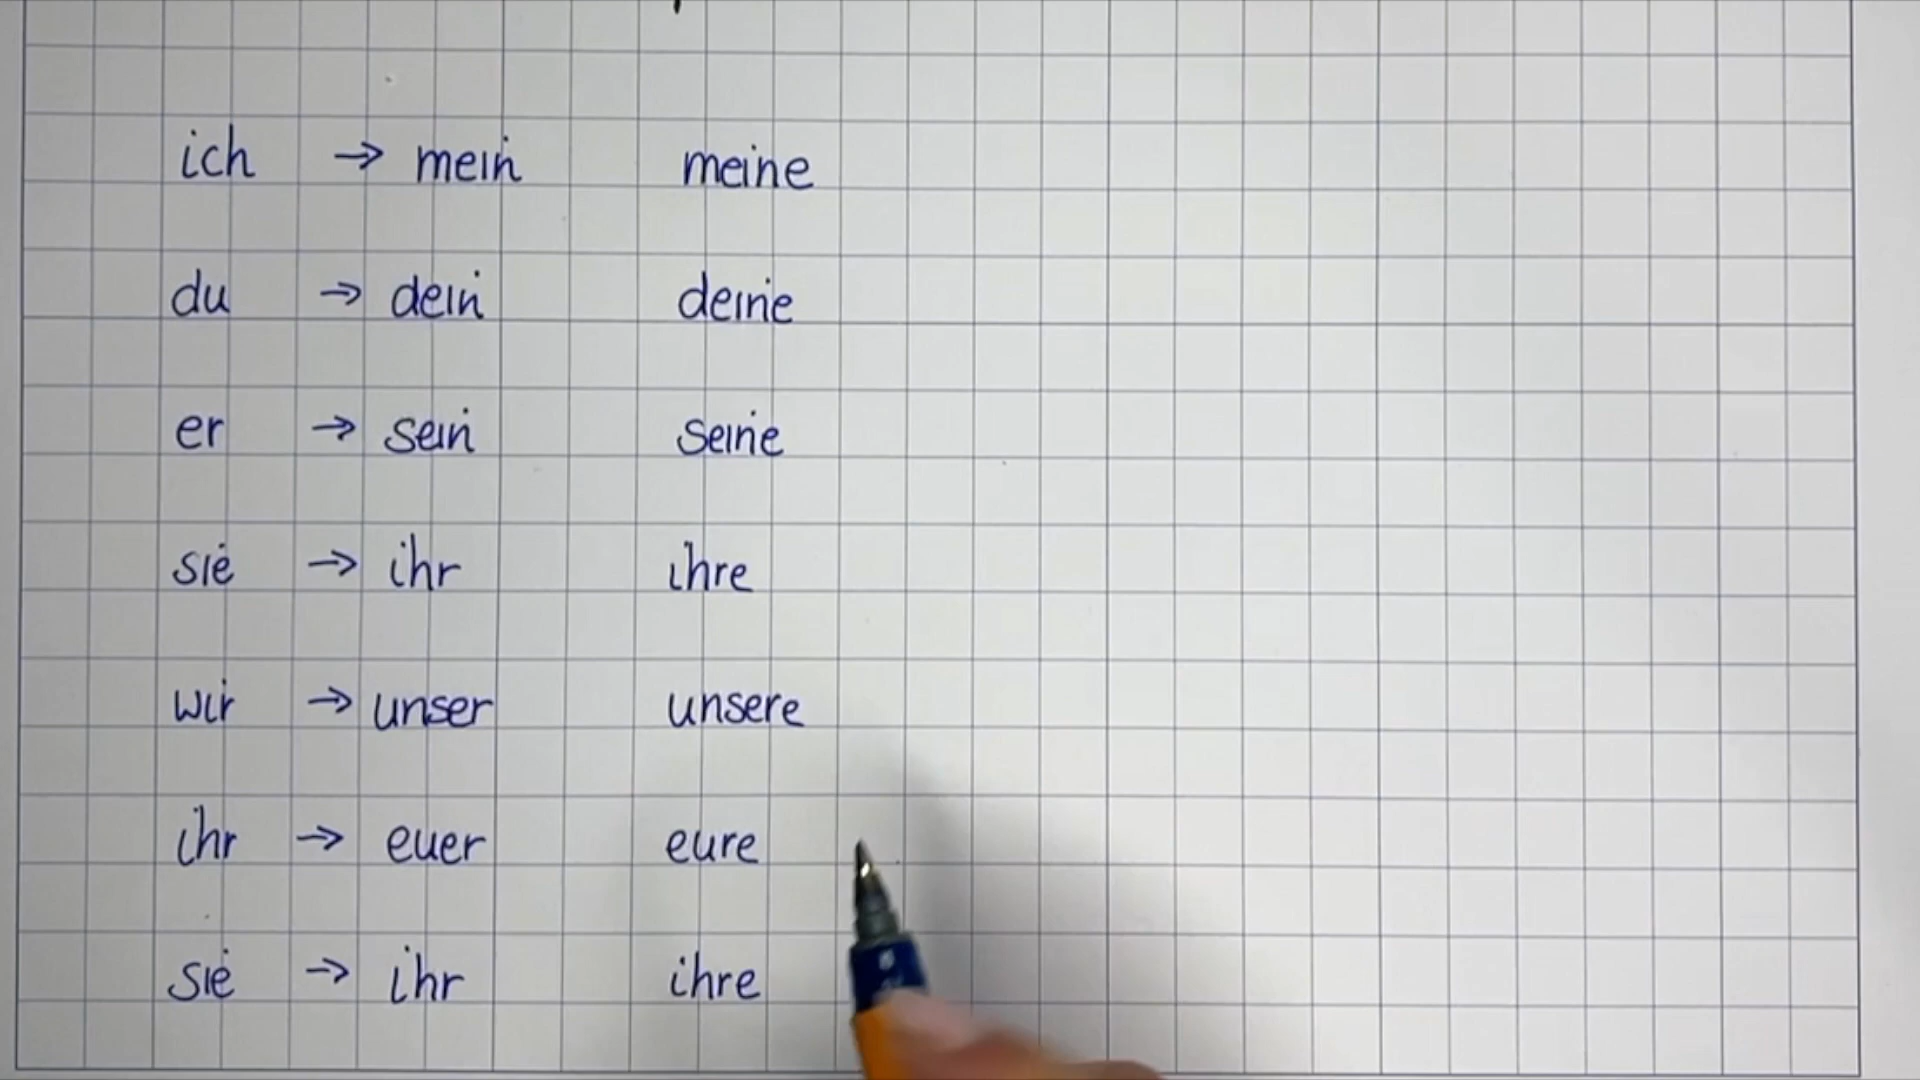 ich → mein meine
du → dein deine
er → sein seine
sie → ihr ihre
wir → unser unsere
ihr → euer eure
sie → ihr ihre